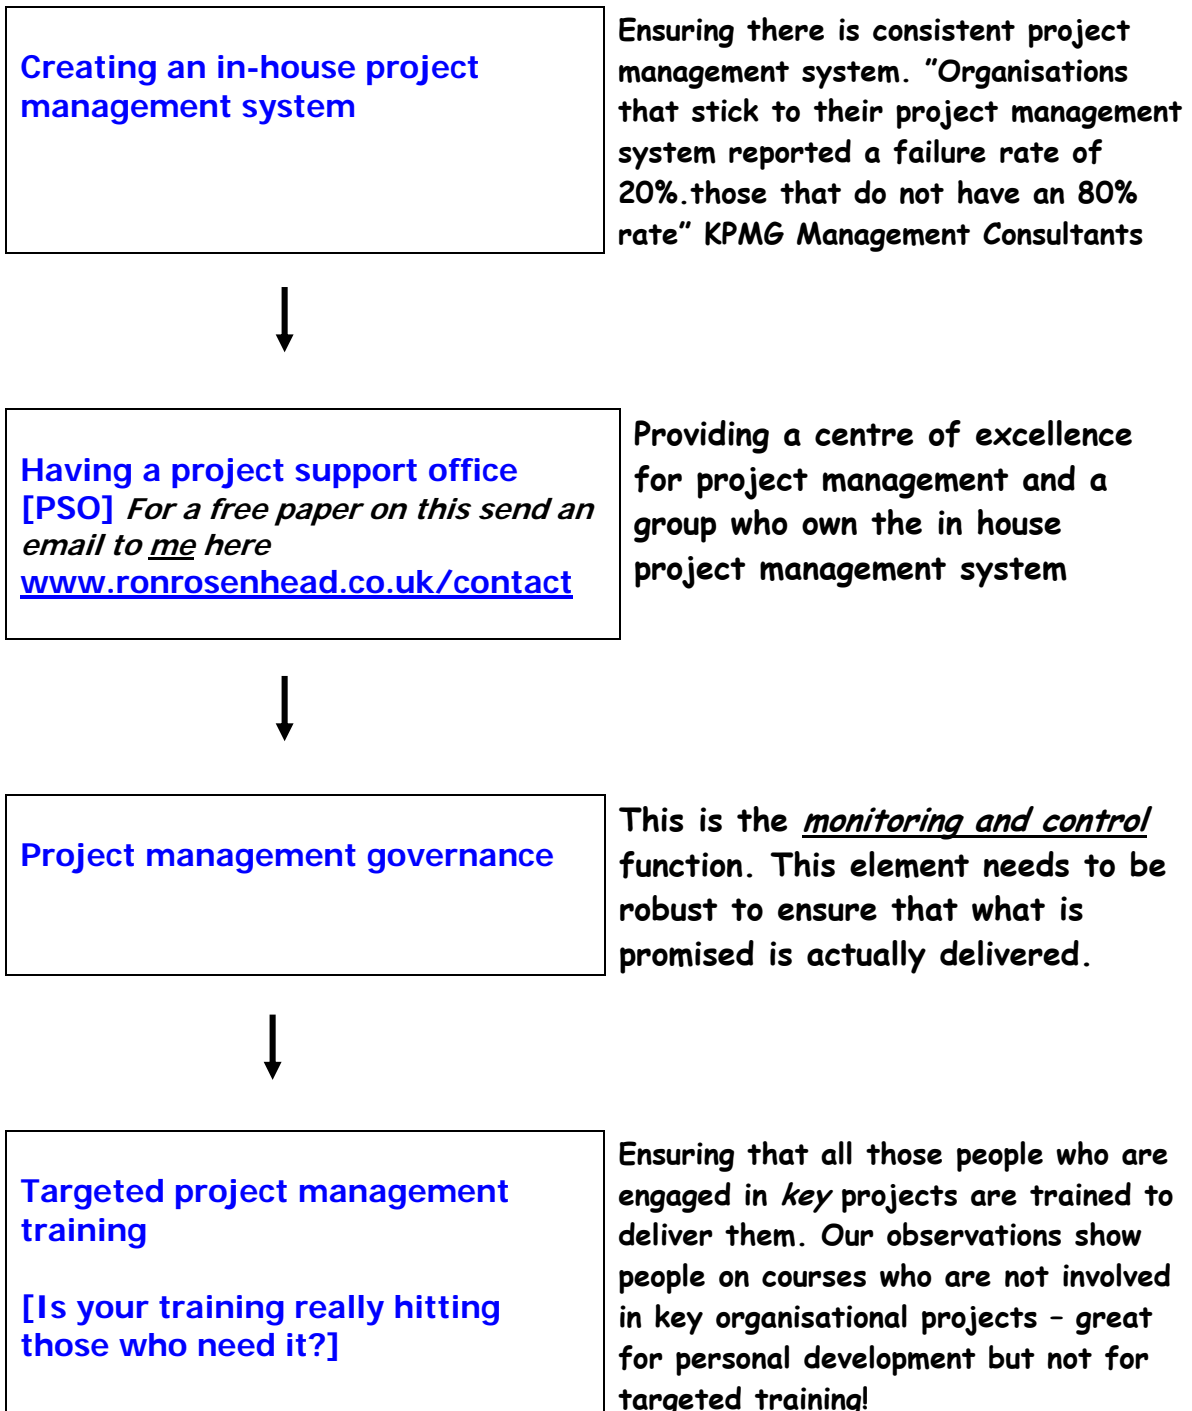 Creating an in-house project
management system
Ensuring there is consistent project
management system. ”Organisations
that stick to their project management
system reported a failure rate of
20%.those that do not have an 80%
rate” KPMG Management Consultants
Having a project support office
[PSO] For a free paper on this send an
email to me here
www.ronrosenhead.co.uk/contact
Providing a centre of excellence
for project management and a
group who own the in house
project management system
Project management governance
This is the monitoring and control
function. This element needs to be
robust to ensure that what is
promised is actually delivered.
Targeted project management
training
[Is your training really hitting
those who need it?]
Ensuring that all those people who are
engaged in key projects are trained to
deliver them. Our observations show
people on courses who are not involved
in key organisational projects – great
for personal development but not for
targeted training!